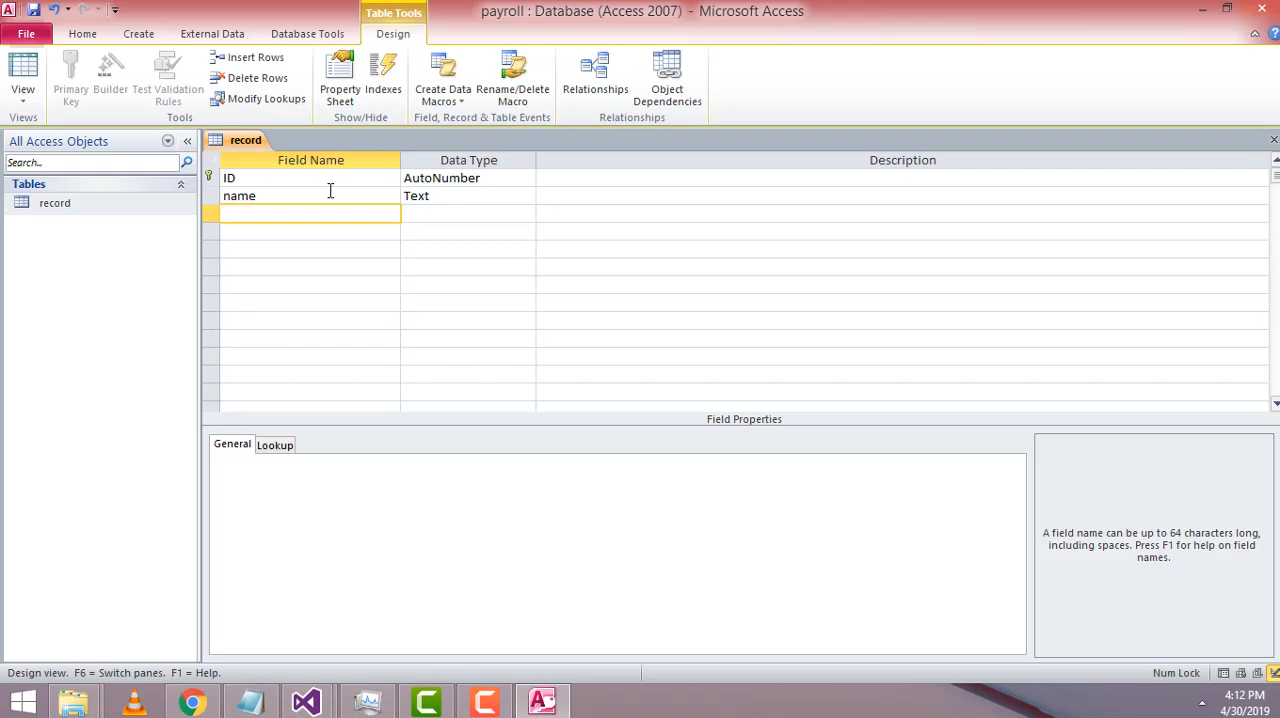 Table Tools
payroll : Database (Access 2007) - Microsoft Access
File Home Create External Data Database Tools Design
View
Primary Key
Builder
Test Validation Rules
Insert Rows
Delete Rows
Modify Lookups
Property Sheet
Indexes
Create Data Macros
Rename/Delete Macro
Relationships
Object Dependencies
Views Tools Show/Hide Field, Record & Table Events Relationships
All Access Objects
Search...
Tables
record
record
Field Name Data Type Description
ID AutoNumber
name Text
Field Properties
General Lookup
A field name can be up to 64 characters long,
including spaces. Press F1 for help on field
names.
Design view. F6 = Switch panes. F1 = Help.
Num Lock
4:12 PM
4/30/2019